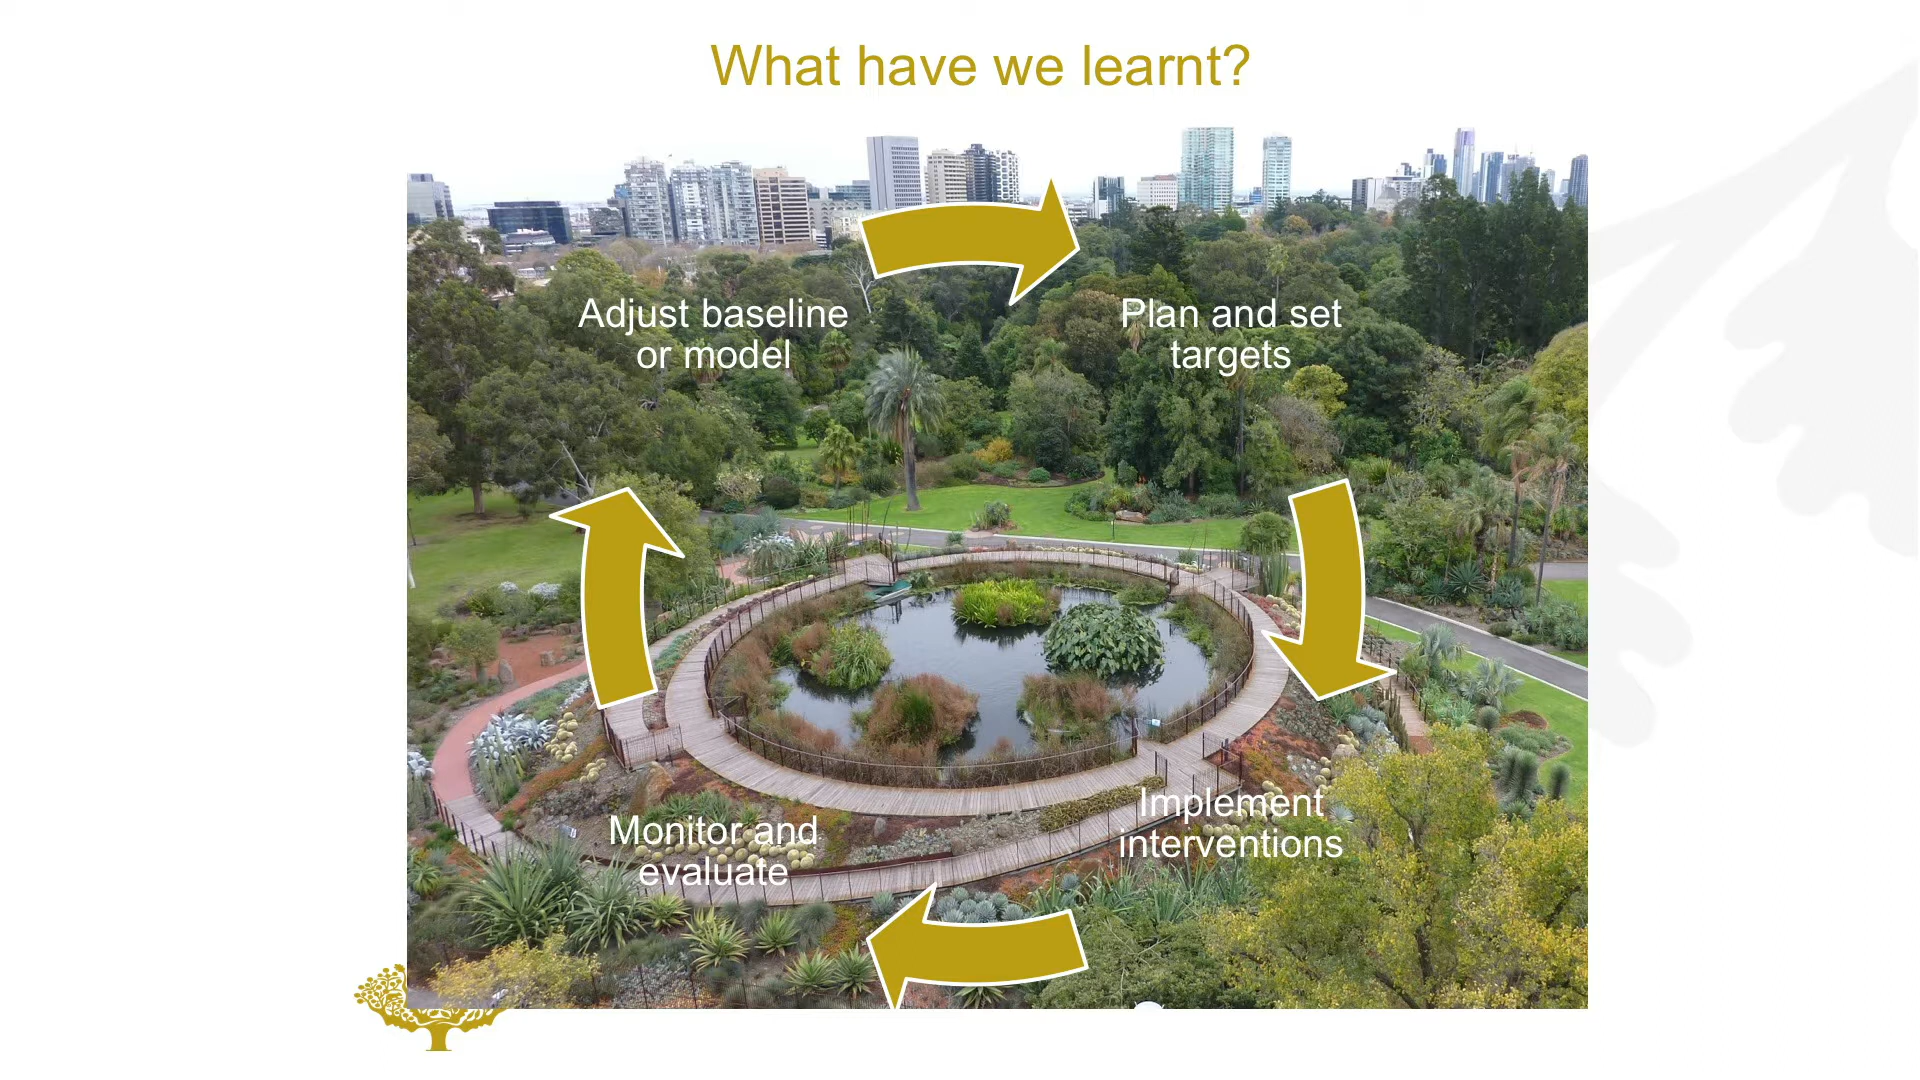 What have we learnt?
Adjust baseline
or model
Plan and set
targets
Implement
interventions
Monitor and
evaluate